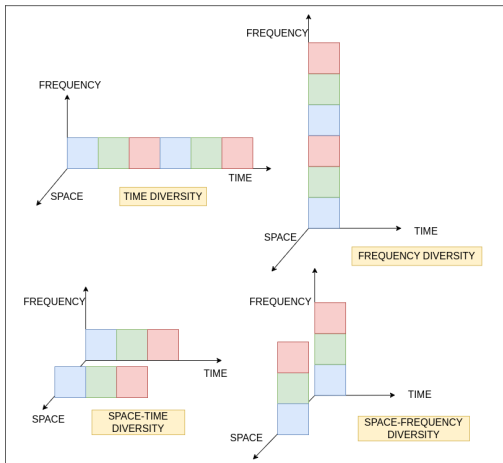 FREQUENCY
SPACE
TIME
TIME DIVERSITY
FREQUENCY
SPACE
TIME
FREQUENCY DIVERSITY
FREQUENCY
SPACE
TIME
SPACE-TIME
DIVERSITY
FREQUENCY
SPACE
TIME
SPACE-FREQUENCY
DIVERSITY